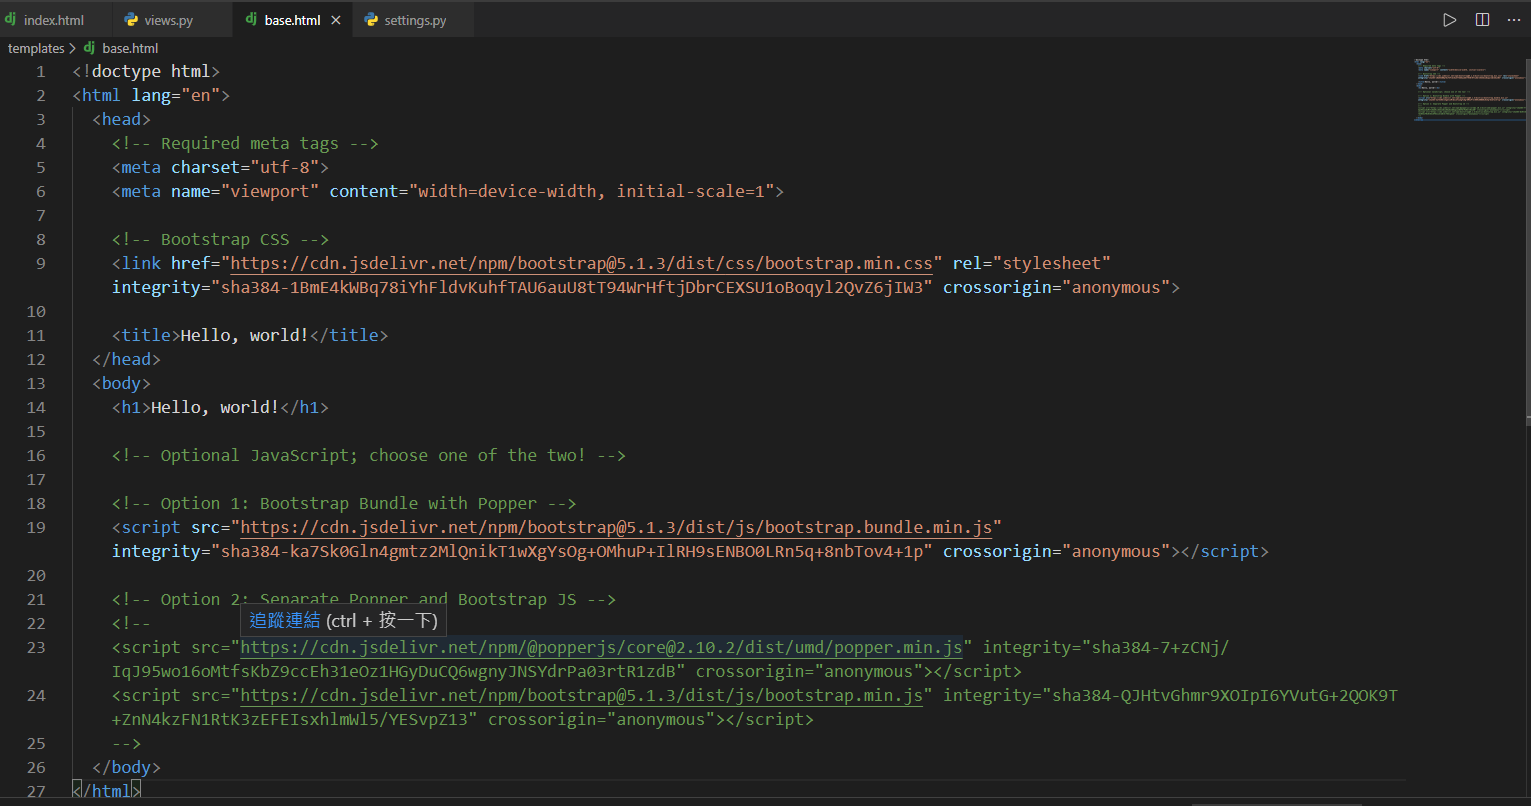 index.html views.py base.html settings.py
templates > base.html
1 <!doctype html>
2 <html lang="en">
3 <head>
4 <!-- Required meta tags -->
5 <meta charset="utf-8">
6 <meta name="viewport" content="width=device-width, initial-scale=1">
7
8 <!-- Bootstrap CSS -->
9 <link href="https://cdn.jsdelivr.net/npm/bootstrap@5.1.3/dist/css/bootstrap.min.css" rel="stylesheet"
integrity="sha384-1BmE4kWBq78iYhFldvKuhfTAU6auU8tT94WrHftjDbrCEXSU1oBoqyl2QvZ6jIW3" crossorigin="anonymous">
10
11 <title>Hello, world!</title>
12 </head>
13 <body>
14 <h1>Hello, world!</h1>
15
16 <!-- Optional JavaScript; choose one of the two! -->
17
18 <!-- Option 1: Bootstrap Bundle with Popper -->
19 <script src="https://cdn.jsdelivr.net/npm/bootstrap@5.1.3/dist/js/bootstrap.bundle.min.js"
integrity="sha384-ka7Sk0Gln4gmtz2MlQnikT1wXgYsOg+OMhuP+IlRH9sENBO0LRn5q+8nbTov4+1p" crossorigin="anonymous"></script>
20
21 <!-- Option 2: Separate Popper and Bootstrap JS -->
22 <!--
追蹤連結 (ctrl + 按一下)
23 <script src="https://cdn.jsdelivr.net/npm/@popperjs/core@2.10.2/dist/umd/popper.min.js" integrity="sha384-7+zCNj/
IqJ95wo16oMtfsKbZ9ccEh31eOz1HGyDuCQ6wgnyJNSYdrPa03rtR1zdB" crossorigin="anonymous"></script>
24 <script src="https://cdn.jsdelivr.net/npm/bootstrap@5.1.3/dist/js/bootstrap.min.js" integrity="sha384-QJHtvGhmr9XOIpI6YVutG+2QOK9T
+ZnN4kzFN1RtK3zEFEIsxhlmWl5/YESvpZ13" crossorigin="anonymous"></script>
25 -->
26 </body>
27 </html>